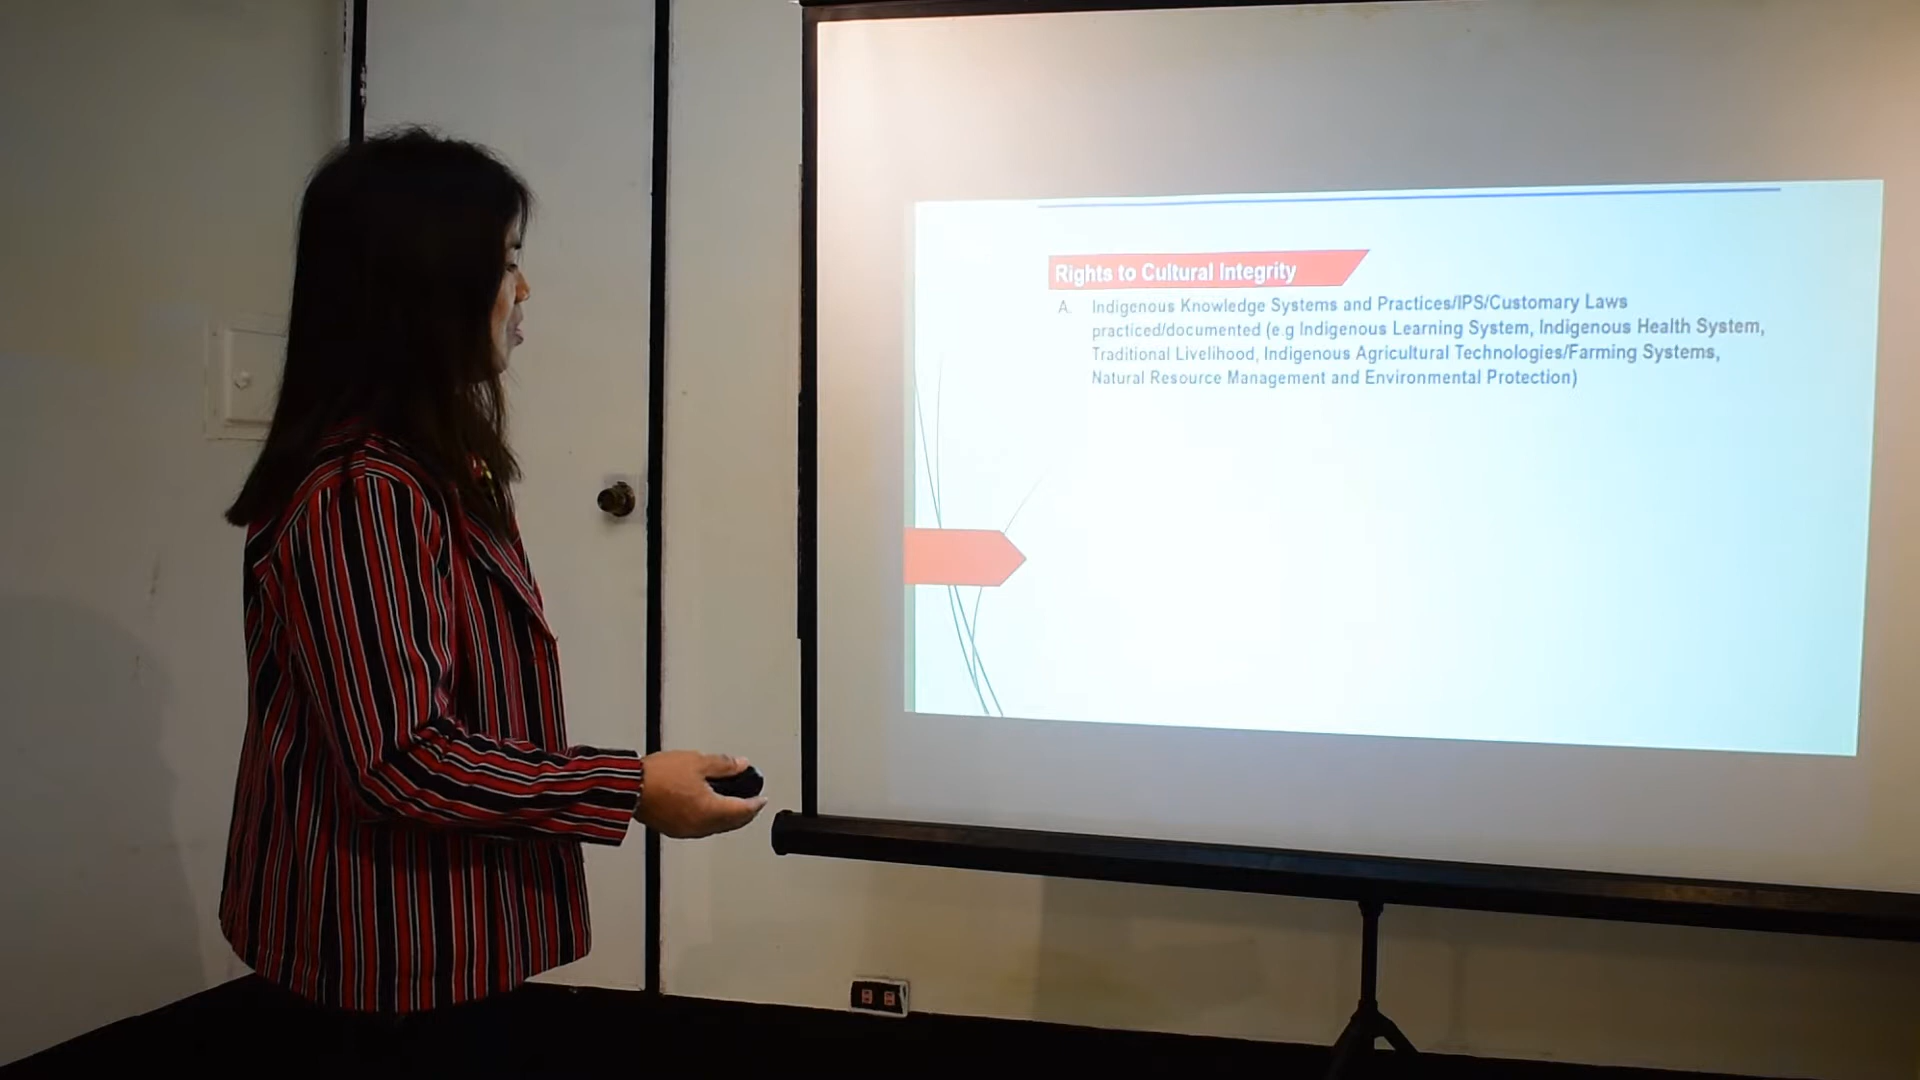 Rights to Cultural Integrity
A. Indigenous Knowledge Systems and Practices/IPS/Customary Laws
practiced/documented (e.g Indigenous Learning System, Indigenous Health System,
Traditional Livelihood, Indigenous Agricultural Technologies/Farming Systems,
Natural Resource Management and Environmental Protection)